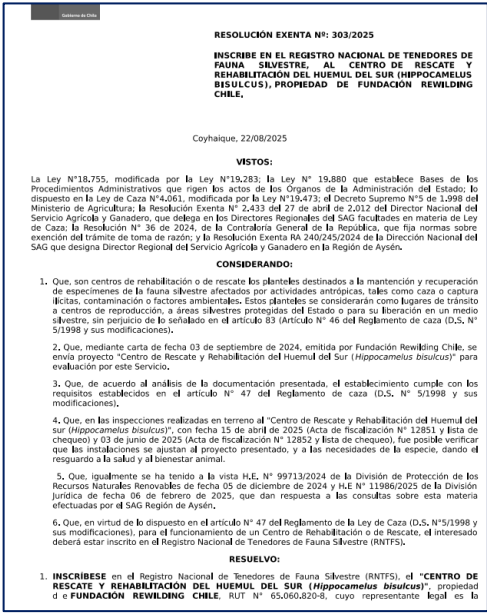 Gobierno de Chile
RESOLUCIÓN EXENTA Nº: 303/2025
INSCRIBE EN EL REGISTRO NACIONAL DE TENEDORES DE
FAUNA SILVESTRE, AL CENTRO DE RESCATE Y
REHABILITACIÓN DEL HUEMUL DEL SUR (HIPPOCAMELUS
BISULCUS), PROPIEDAD DE FUNDACIÓN REWILDING
CHILE,
Coyhaique, 22/08/2025
VISTOS:
La Ley N°18.755, modificada por la Ley N°19.283; la Ley N° 19.880 que establece Bases de los
Procedimientos Administrativos que rigen los actos de los Órganos de la Administración del Estado; lo
dispuesto en la Ley de Caza N°4.061, modificada por la Ley N°19.473; el Decreto Supremo N°5 de 1.998 del
Ministerio de Agricultura; la Resolución Exenta N° 2.433 del 27 de abril de 2.012 del Director Nacional del
Servicio Agrícola y Ganadero, que delega en los Directores Regionales del SAG facultades en materia de Ley
de Caza; la Resolución N° 36 de 2024, de la Contraloría General de la República, que fija normas sobre
exención del trámite de toma de razón; y la Resolución Exenta RA 240/245/2024 de la Dirección Nacional del
SAG que designa Director Regional del Servicio Agrícola y Ganadero en la Región de Aysén.
CONSIDERANDO:
1. Que, son centros de rehabilitación o de rescate los planteles destinados a la mantención y recuperación
de especímenes de la fauna silvestre afectados por actividades antrópicas, tales como caza o captura
ilícitas, contaminación o factores ambientales. Estos planteles se considerarán como lugares de tránsito
a centros de reproducción, a áreas silvestres protegidas del Estado o para su liberación en un medio
silvestre, sin perjuicio de lo señalado en el artículo 83 (Artículo N° 46 del Reglamento de caza (D.S. N°
5/1998 y sus modificaciones).
2. Que, mediante carta de fecha 03 de septiembre de 2024, emitida por Fundación Rewilding Chile, se
envía proyecto "Centro de Rescate y Rehabilitación del Huemul del Sur (Hippocamelus bisulcus)" para
evaluación por este Servicio.
3. Que, de acuerdo al análisis de la documentación presentada, el establecimiento cumple con los
requisitos establecidos en el artículo N° 47 del Reglamento de caza (D.S. N° 5/1998 y sus
modificaciones).
4. Que, en las inspecciones realizadas en terreno al "Centro de Rescate y Rehabilitación del Huemul del
sur (Hippocamelus bisulcus)", con fecha 15 de abril de 2025 (Acta de fiscalización N° 12851 y lista de
chequeo) y 03 de junio de 2025 (Acta de fiscalización N° 12852 y lista de chequeo), fue posible verificar
que las instalaciones se ajustan al proyecto presentado, y a las necesidades de la especie, dando el
resguardo a la salud y al bienestar animal.
5. Que, igualmente se ha tenido a la vista H.E. N° 99713/2024 de la División de Protección de los
Recursos Naturales Renovables de fecha 05 de diciembre de 2024 y H.E N° 11986/2025 de la División
Jurídica de fecha 06 de febrero de 2025, que dan respuesta a las consultas sobre esta materia
efectuadas por el SAG Región de Aysén.
6. Que, en virtud de lo dispuesto en el artículo N° 47 del Reglamento de la Ley de Caza (D.S. N°5/1998 y
sus modificaciones), para el funcionamiento de un Centro de Rehabilitación o de Rescate, el interesado
deberá estar inscrito en el Registro Nacional de Tenedores de Fauna Silvestre (RNTFS).
RESUELVO:
1. INSCRÍBESE en el Registro Nacional de Tenedores de Fauna Silvestre (RNTFS), el "CENTRO DE
RESCATE Y REHABILITACIÓN DEL HUEMUL DEL SUR (Hippocamelus bisulcus)", propiedad
d e FUNDACIÓN REWILDING CHILE, RUT N° 65.060.820-8, cuyo representante legal es la